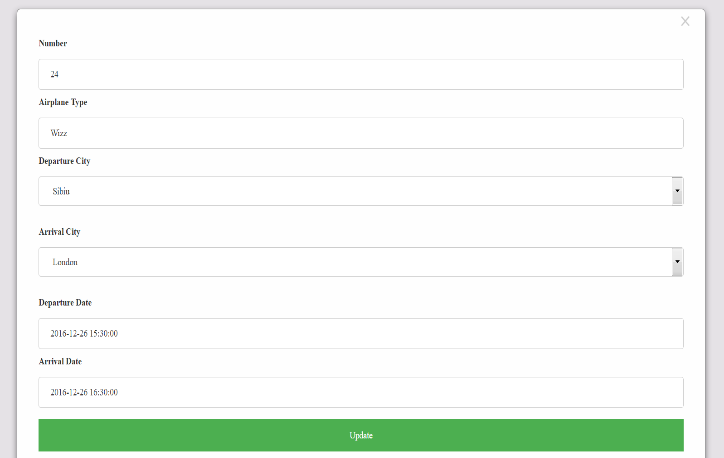 Number
24
Airplane Type
Wizz
Departure City
Sibiu
Arrival City
London
Departure Date
2016-12-26 15:30:00
Arrival Date
2016-12-26 16:30:00
Update